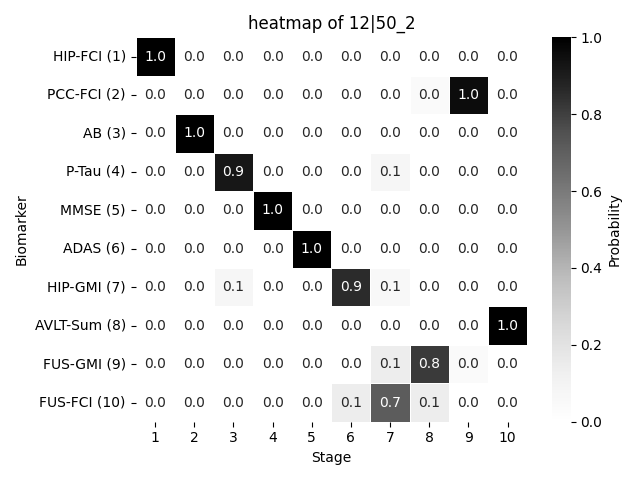 heatmap of 12|50_2
HIP-FCI (1) 1.0 0.0 0.0 0.0 0.0 0.0 0.0 0.0 0.0 0.0
PCC-FCI (2) 0.0 0.0 0.0 0.0 0.0 0.0 0.0 0.0 1.0 0.0
AB (3) 0.0 1.0 0.0 0.0 0.0 0.0 0.0 0.0 0.0 0.0
P-Tau (4) 0.0 0.0 0.9 0.0 0.0 0.0 0.1 0.0 0.0 0.0
MMSE (5) 0.0 0.0 0.0 1.0 0.0 0.0 0.0 0.0 0.0 0.0
ADAS (6) 0.0 0.0 0.0 0.0 1.0 0.0 0.0 0.0 0.0 0.0
HIP-GMI (7) 0.0 0.0 0.1 0.0 0.0 0.9 0.1 0.0 0.0 0.0
AVLT-Sum (8) 0.0 0.0 0.0 0.0 0.0 0.0 0.0 0.0 0.0 1.0
FUS-GMI (9) 0.0 0.0 0.0 0.0 0.0 0.0 0.1 0.8 0.0 0.0
FUS-FCI (10) 0.0 0.0 0.0 0.0 0.0 0.1 0.7 0.1 0.0 0.0
1 2 3 4 5 6 7 8 9 10
Stage
Biomarker
1.0
0.8
0.6
0.4
0.2
0.0
Probability